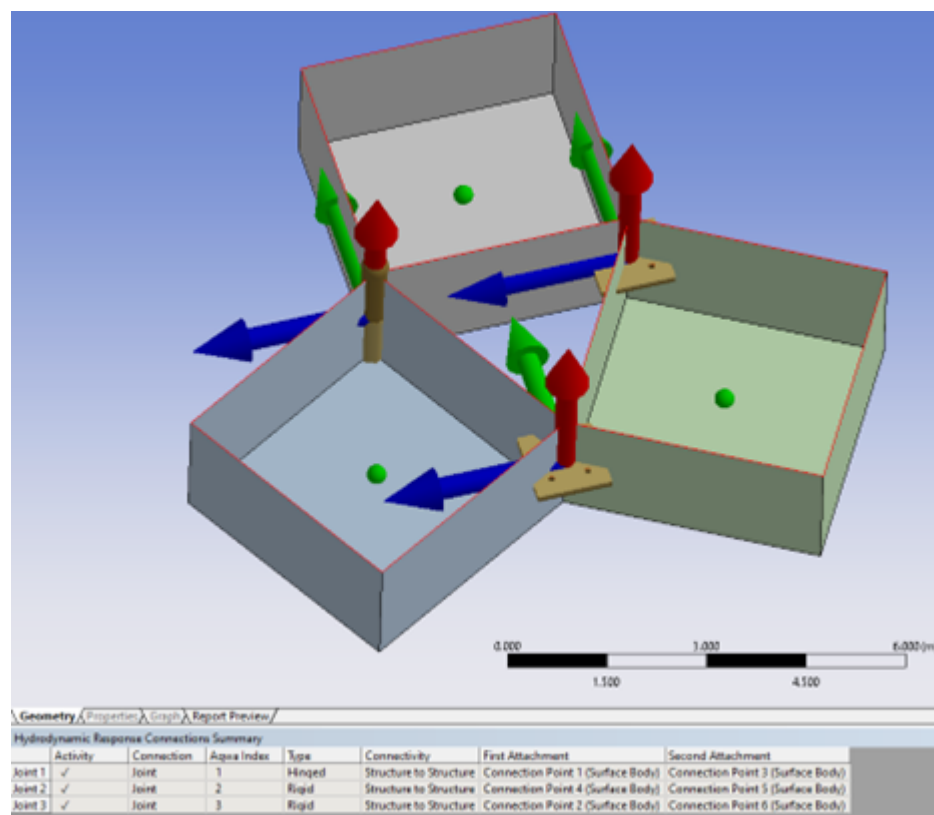 0.000 3.000 6.000 (m
1.500 4.500
Geometry Properties Graph Report Preview
Hydrodynamic Response Connections Summary
Activity Connection Aqwa Index Type Connectivity First Attachment Second Attachment
Joint 1 ✓ Joint 1 Hinged Structure to Structure Connection Point 1 (Surface Body) Connection Point 3 (Surface Body)
Joint 2 ✓ Joint 2 Rigid Structure to Structure Connection Point 4 (Surface Body) Connection Point 5 (Surface Body)
Joint 3 ✓ Joint 3 Rigid Structure to Structure Connection Point 2 (Surface Body) Connection Point 6 (Surface Body)